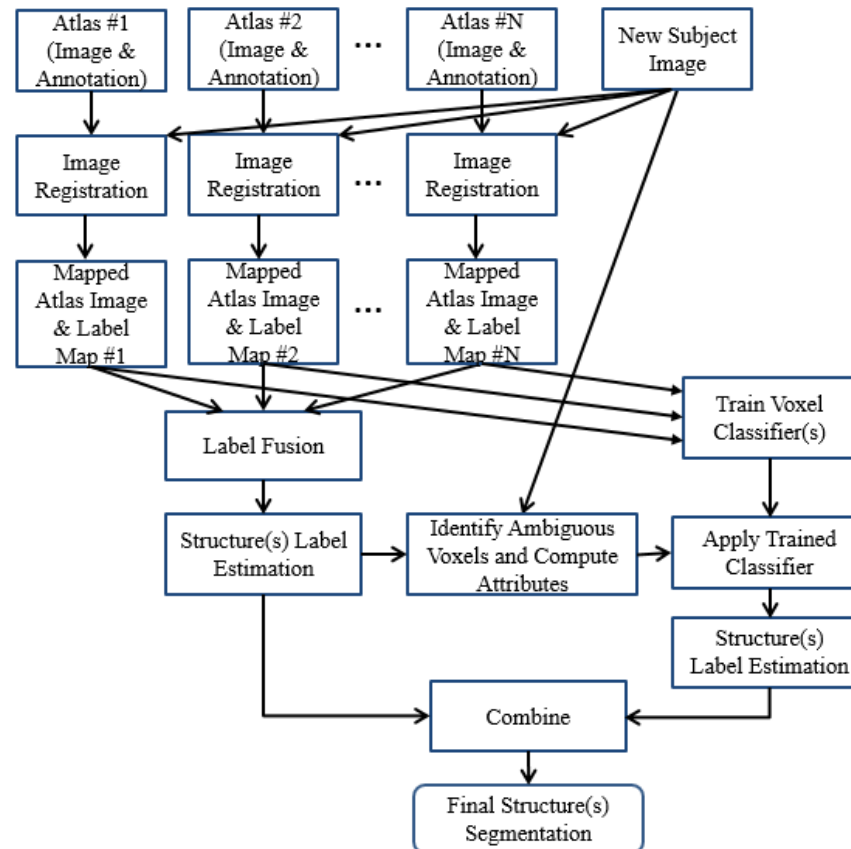 Atlas #1
(Image &
Annotation)
Atlas #2
(Image &
Annotation)
...
Atlas #N
(Image &
Annotation)
New Subject
Image
Image
Registration
Image
Registration
...
Image
Registration
Mapped
Atlas Image
& Label
Map #1
Mapped
Atlas Image
& Label
Map #2
...
Mapped
Atlas Image
& Label
Map #N
Label Fusion
Train Voxel
Classifier(s)
Structure(s) Label
Estimation
Identify Ambiguous
Voxels and Compute
Attributes
Apply Trained
Classifier
Structure(s)
Label Estimation
Combine
Final Structure(s)
Segmentation